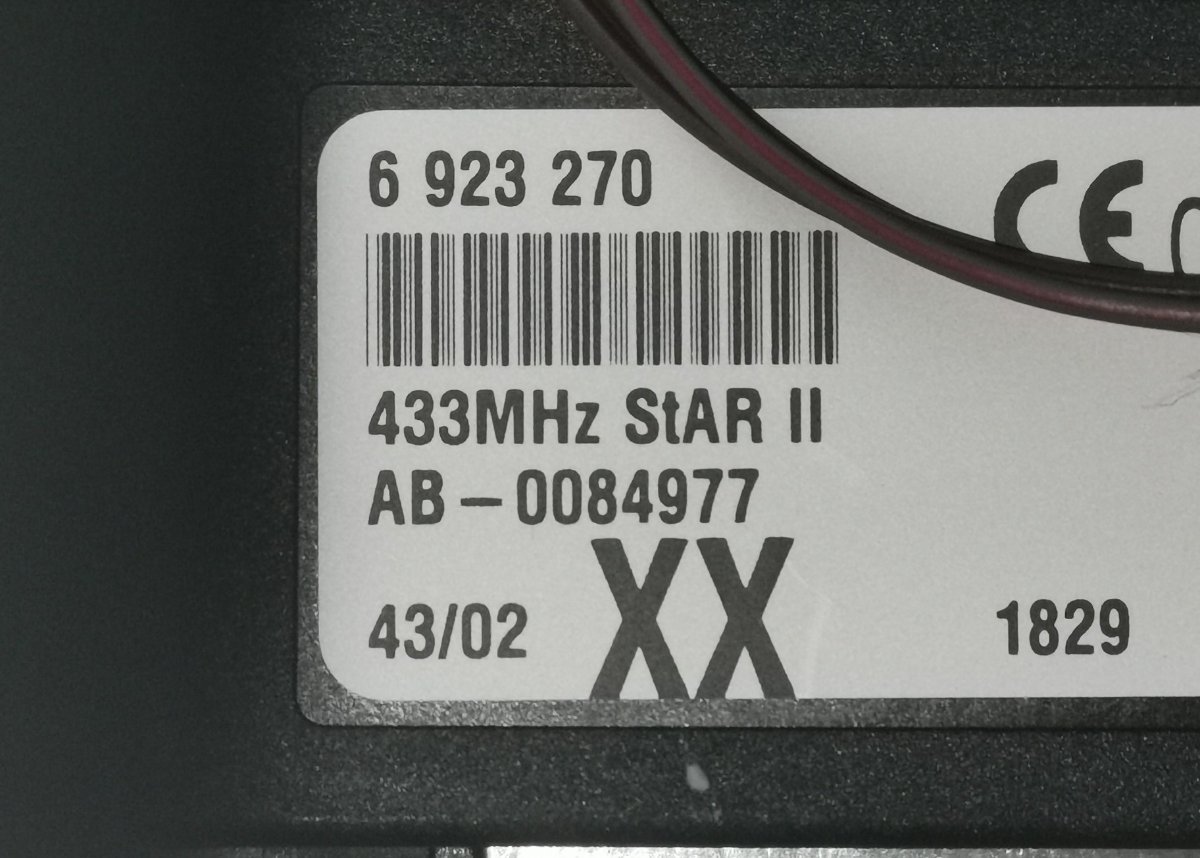 6 923 270
CE
433MHz StAR II
AB – 0084977
XX
43/02
1829